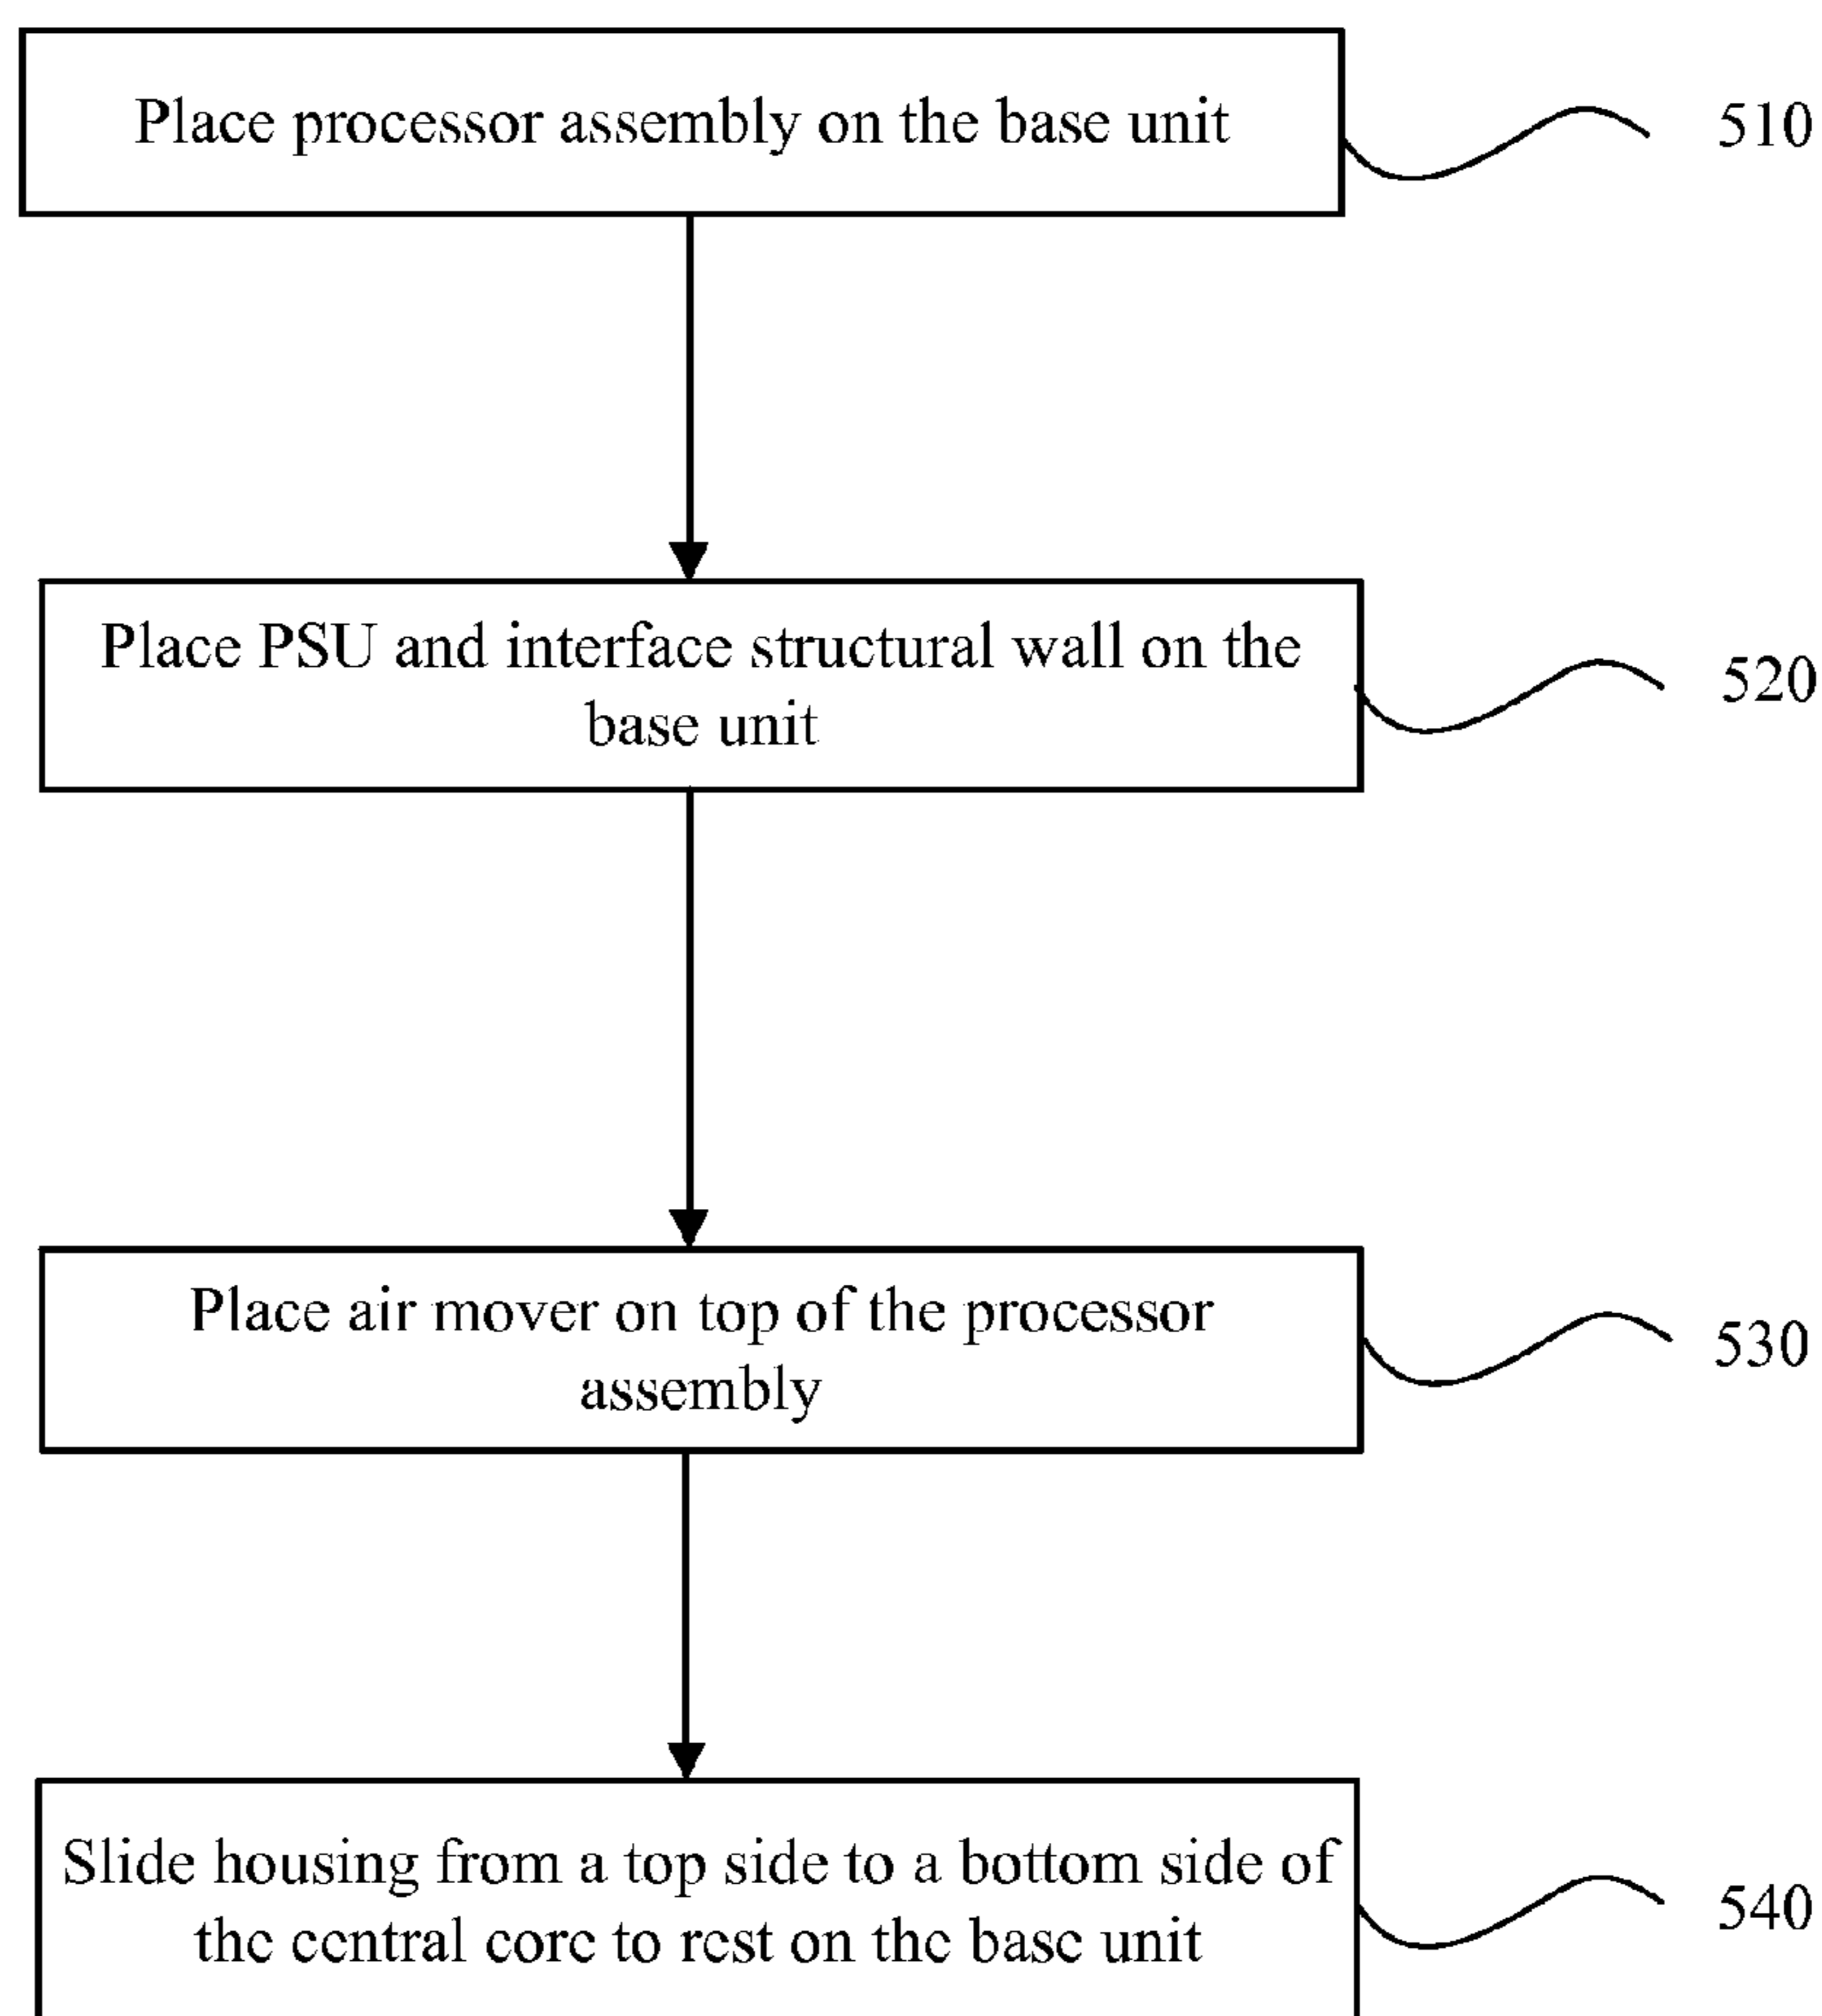 Place processor assembly on the base unit
510
Place PSU and interface structural wall on the
base unit
520
Place air mover on top of the processor
assembly
530
Slide housing from a top side to a bottom side of
the central core to rest on the base unit
540